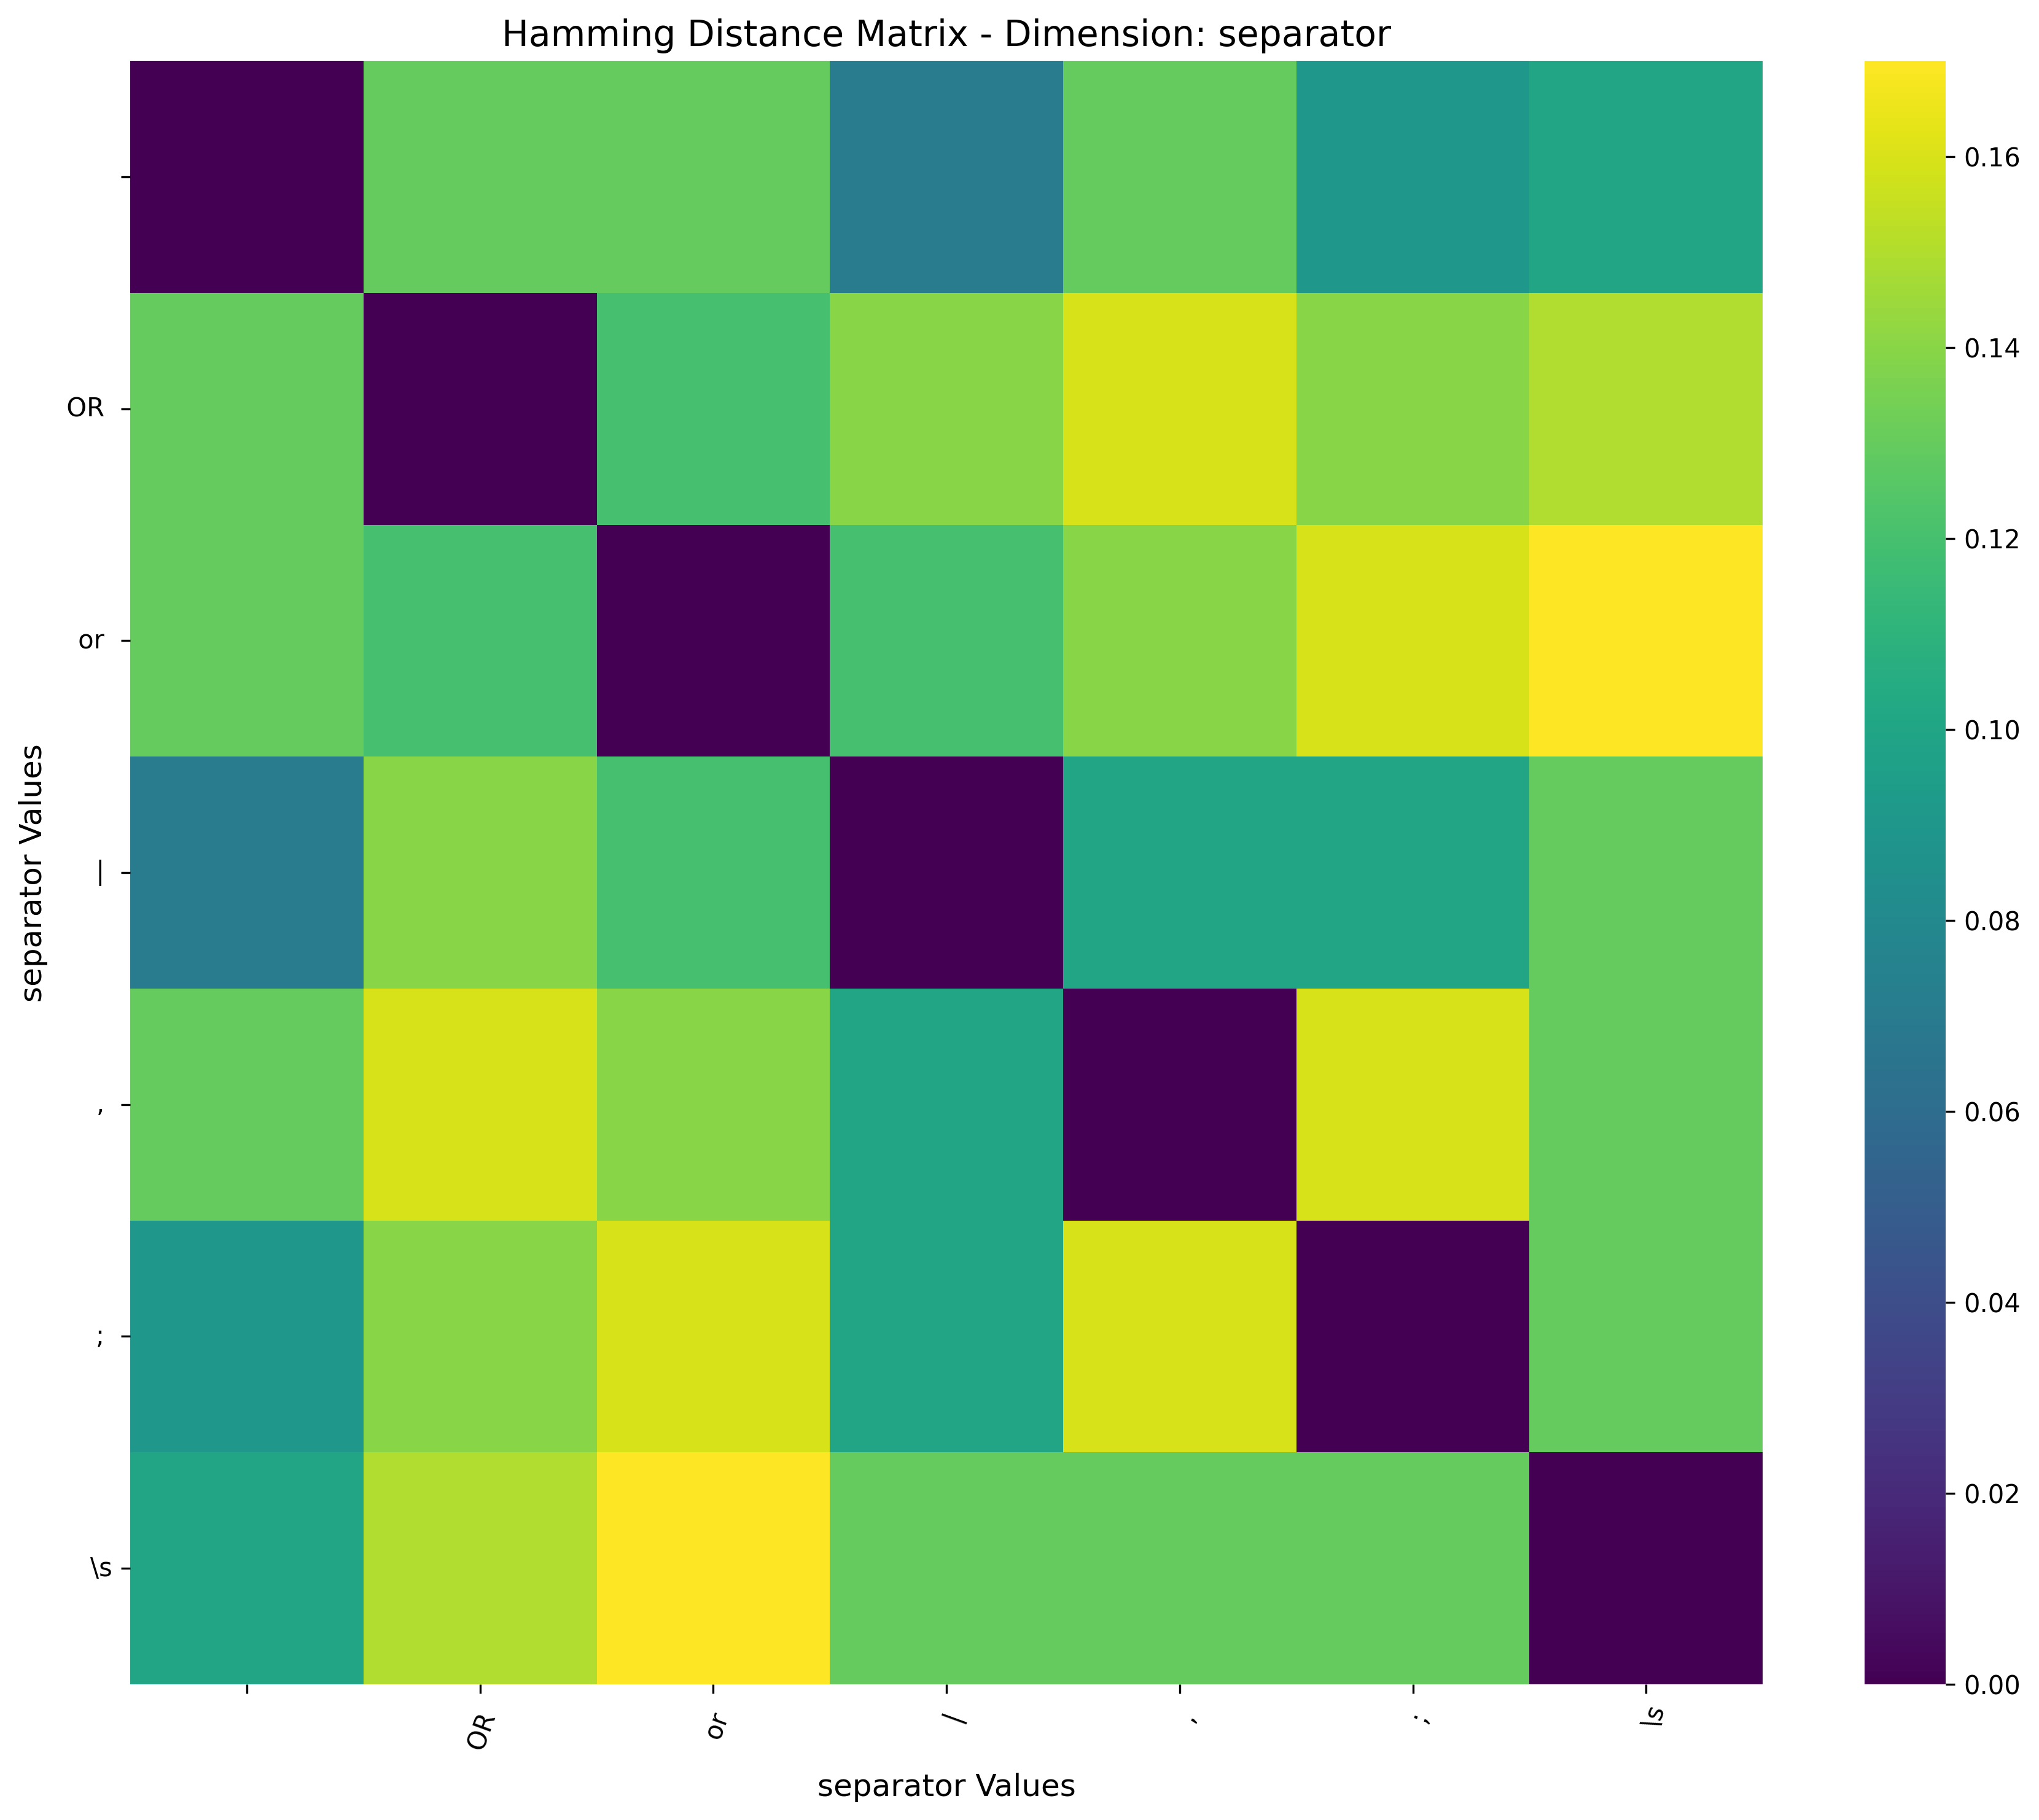 Hamming Distance Matrix - Dimension: separator
separator Values
OR
or
|
,
;
\s
OR
or
|
,
;
\s
separator Values
0.16
0.14
0.12
0.10
0.08
0.06
0.04
0.02
0.00